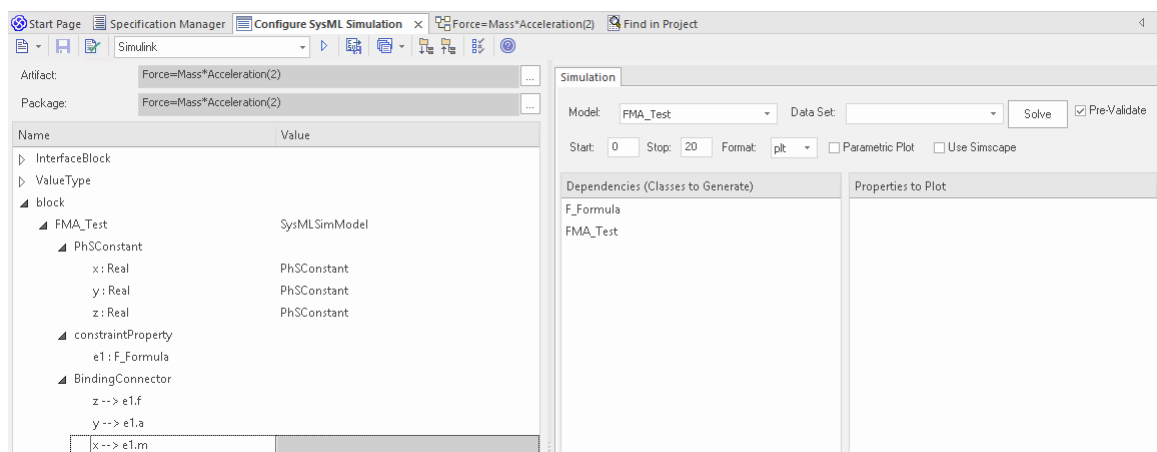 Start Page Specification Manager Configure SysML Simulation × Force=Mass*Acceleration(2) Find in Project
Simulink
Artifact: Force=Mass*Acceleration(2) ...
Package: Force=Mass*Acceleration(2) ...
Name Value
InterfaceBlock
ValueType
block
FMA_Test SysMLSimModel
PhSConstant
x : Real PhSConstant
y : Real PhSConstant
z : Real PhSConstant
constraintProperty
e1 : F_Formula
BindingConnector
z --> e1.f
y --> e1.a
x --> e1.m
Simulation
Model: FMA_Test Data Set: Solve Pre-Validate
Start: 0 Stop: 20 Format: plt Parametric Plot Use Simscape
Dependencies (Classes to Generate) Properties to Plot
F_Formula
FMA_Test